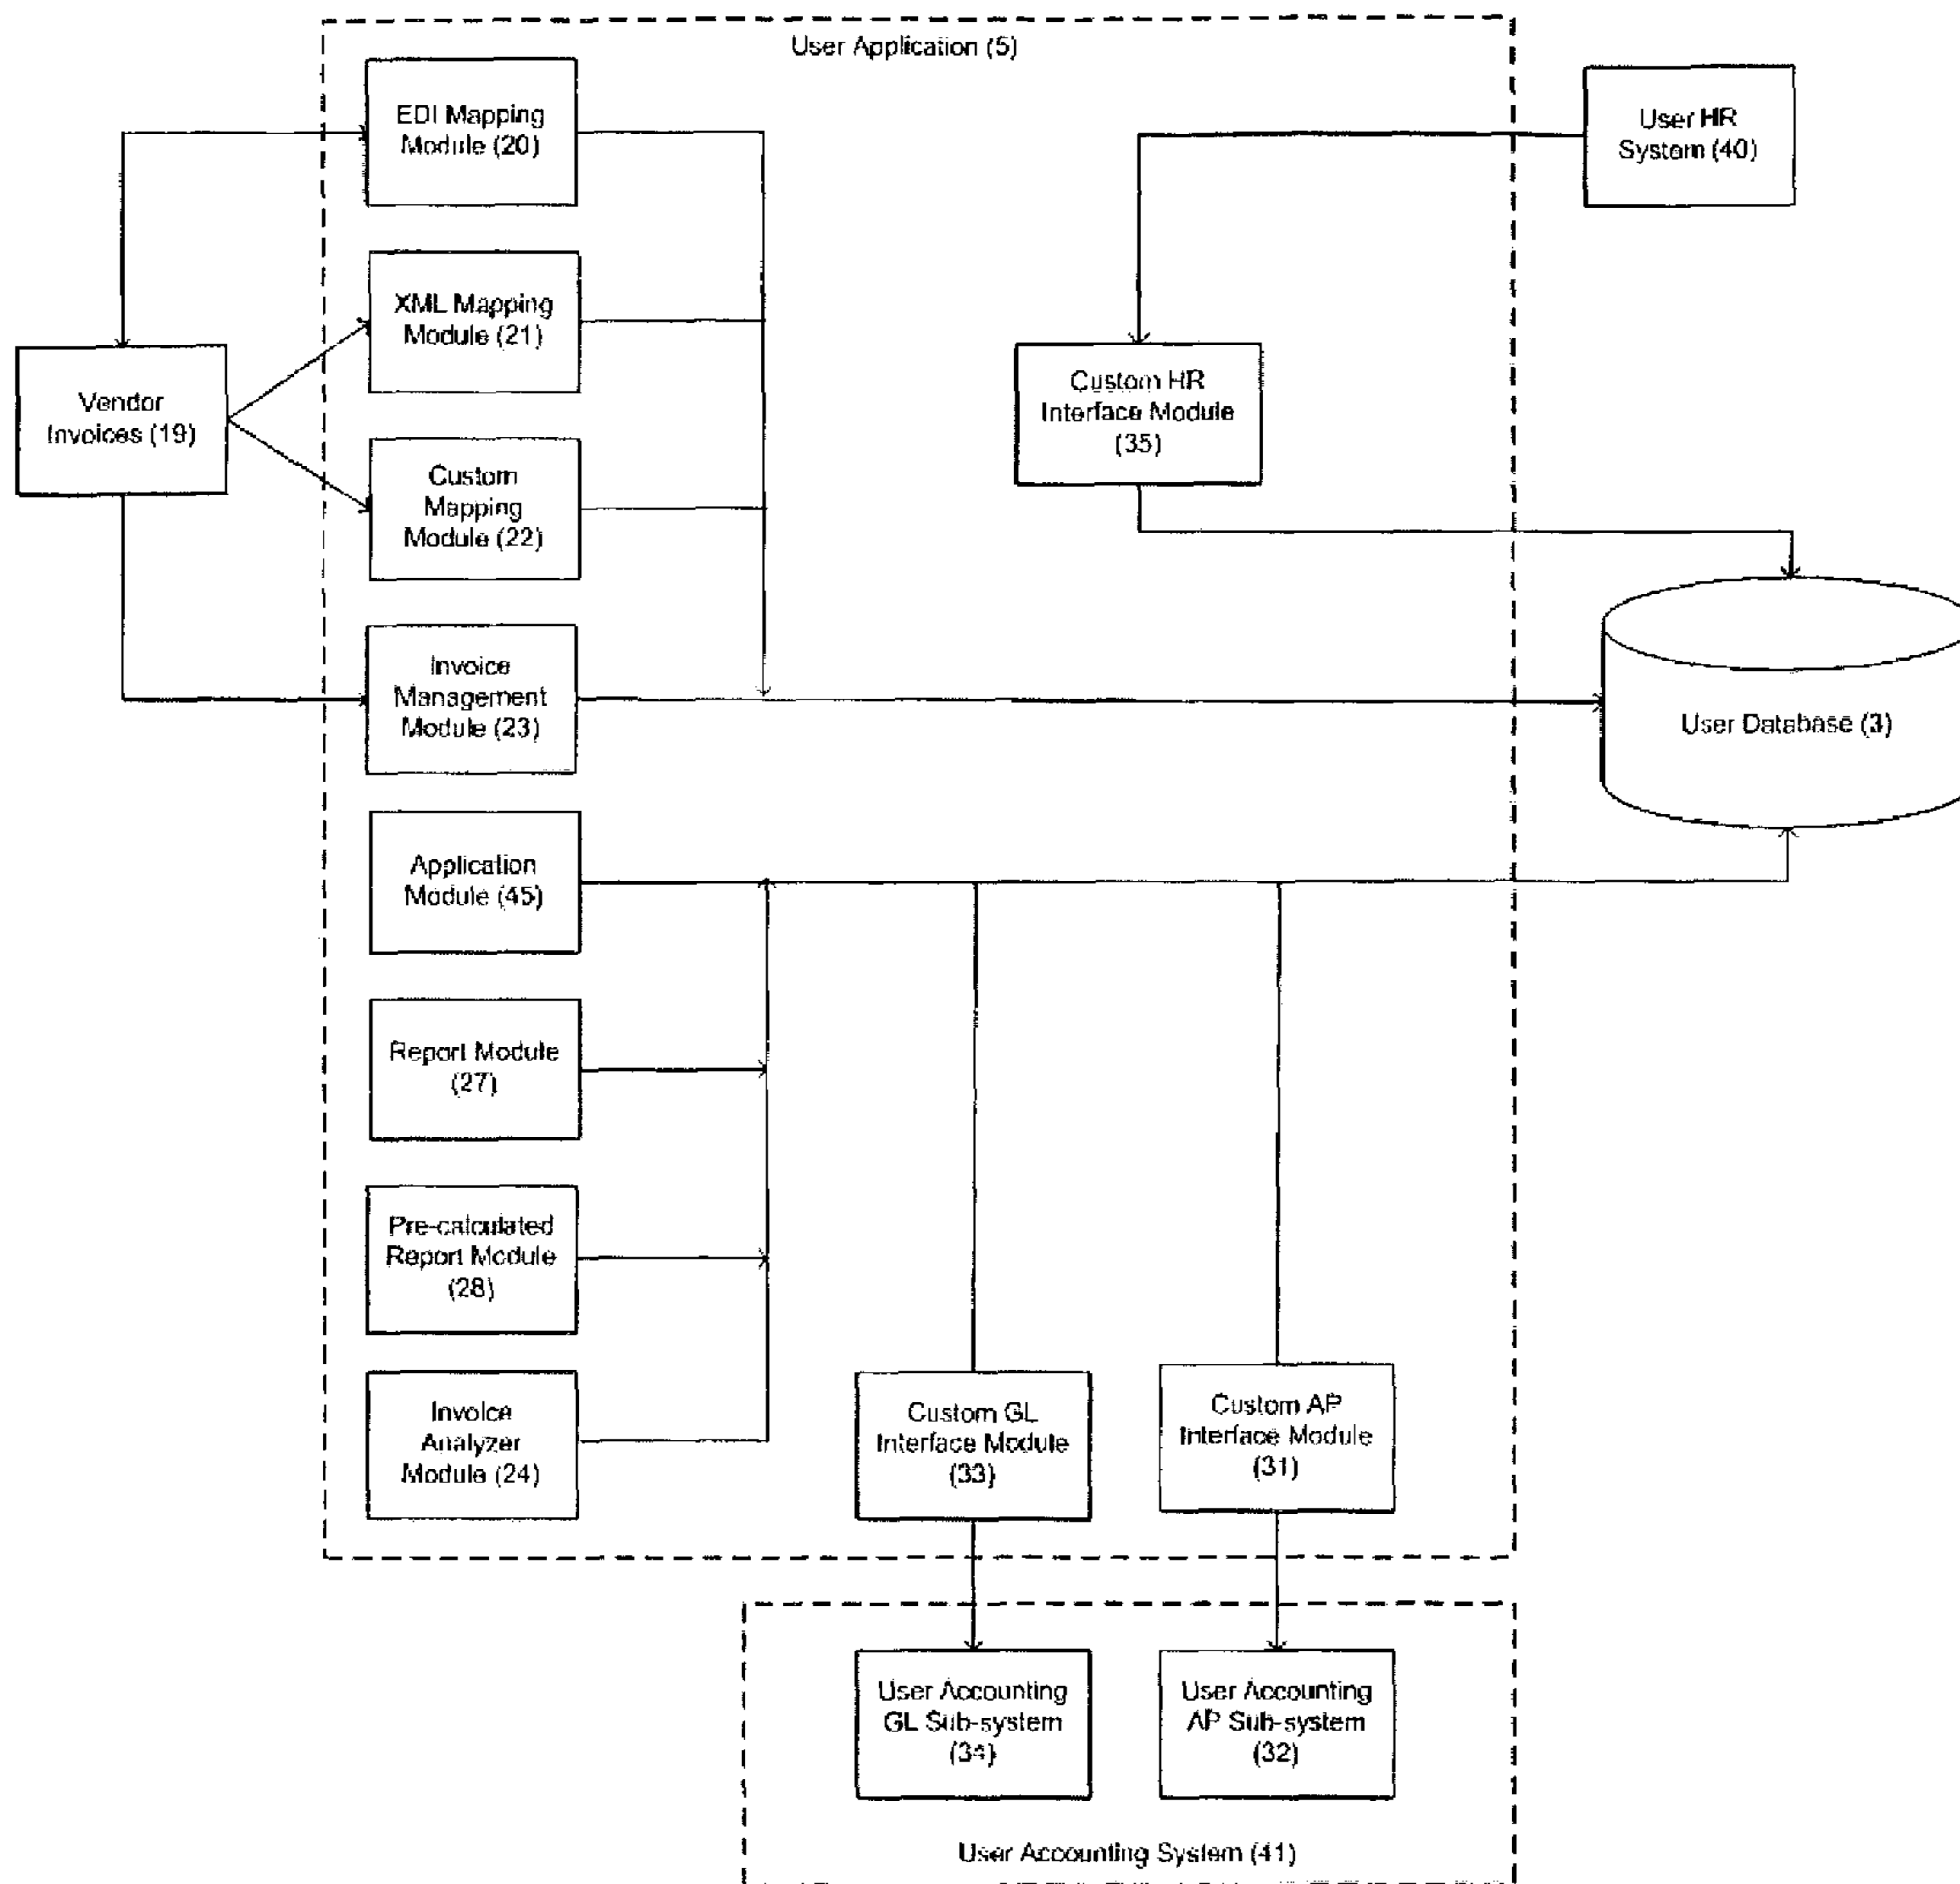 User Application (5)
EDI Mapping
Module (20)
User HR
System (40)
XML Mapping
Module (21)
Vendor
Invoices (19)
Custom HR
Interface Module
(35)
Custom
Mapping
Module (22)
Invoice
Management
Module (23)
User Database (3)
Application
Module (45)
Report Module
(27)
Pre-calculated
Report Module
(28)
Invoice
Analyzer
Module (24)
Custom GL
Interface Module
(33)
Custom AP
Interface Module
(31)
User Accounting
GL Sub-system
(34)
User Accounting
AP Sub-system
(32)
User Accounting System (41)